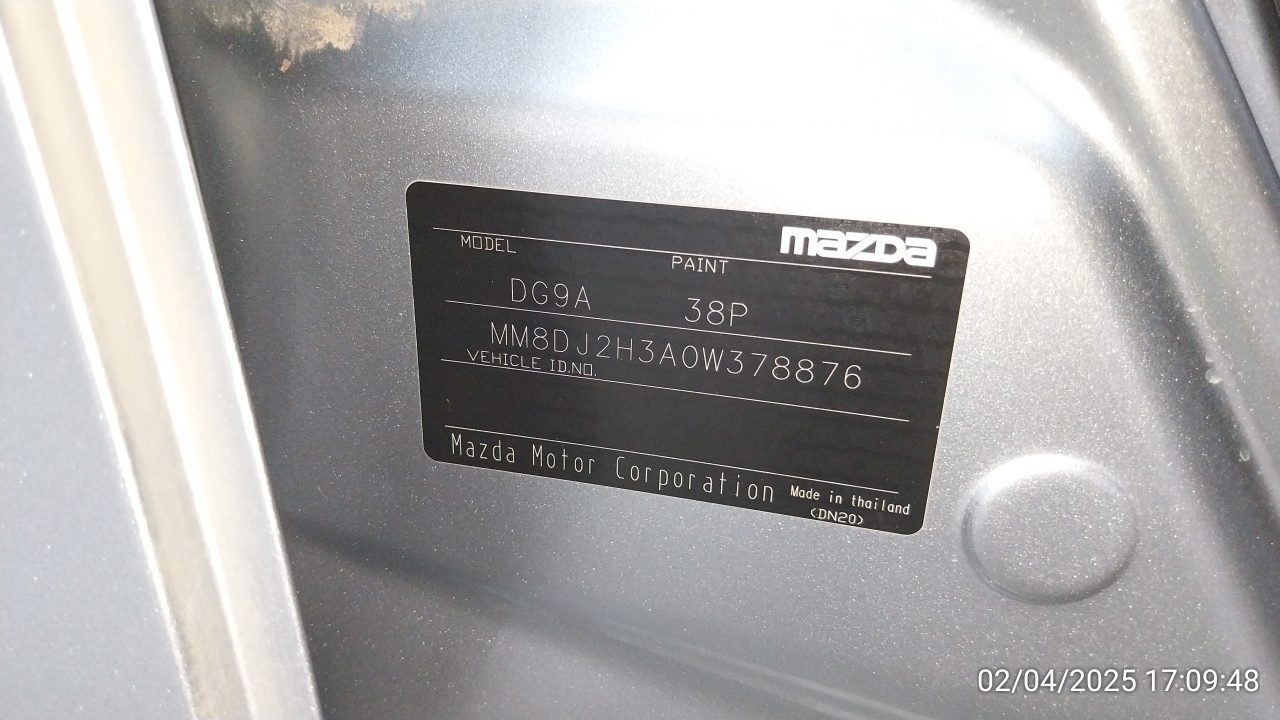 mazda
MODEL PAINT
DG9A 38P
MM8DJ2H3A0W378876
VEHICLE ID.NO.
Mazda Motor Corporation Made in thailand
(DN20)
02/04/2025 17:09:48